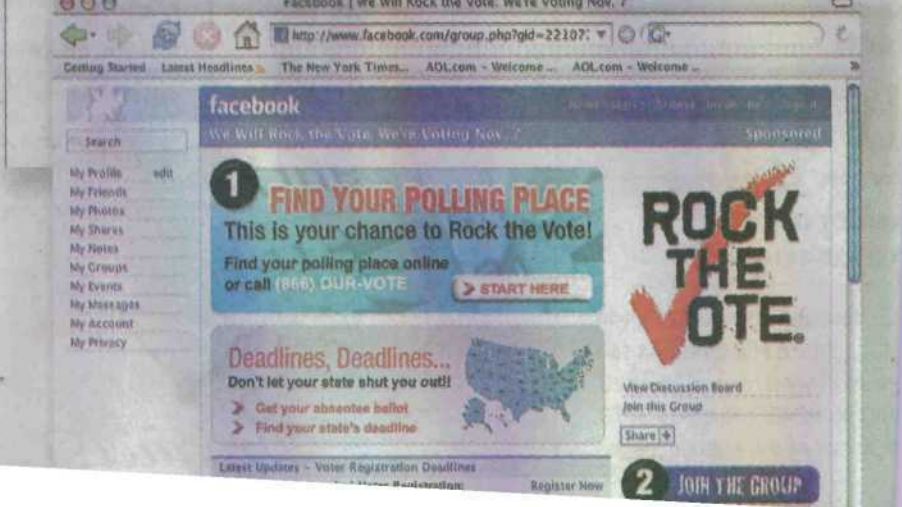 Facebook | We Will Rock the Vote. We're Voting Nov. 7
http://www.facebook.com/group.php?gid=22107
Getting Started Latest Headlines The New York Times... AOL.com - Welcome ... AOL.com - Welcome ...
facebook
We Will Rock the Vote. We're Voting Nov. 7
Sponsored
Search
My Profile edit
My Friends
My Photos
My Shares
My Notes
My Groups
My Events
My Messages
My Account
My Privacy
1
FIND YOUR POLLING PLACE
This is your chance to Rock the Vote!
Find your polling place online
or call (866) OUR-VOTE
START HERE
Deadlines, Deadlines...
Don't let your state shut you out!!
Get your absentee ballot
Find your state's deadline
Latest Updates - Voter Registration Deadlines
Voter Registration: Register Now
ROCK
THE
VOTE.
View Discussion Board
Join this Group
Share +
2 JOIN THE GROUP